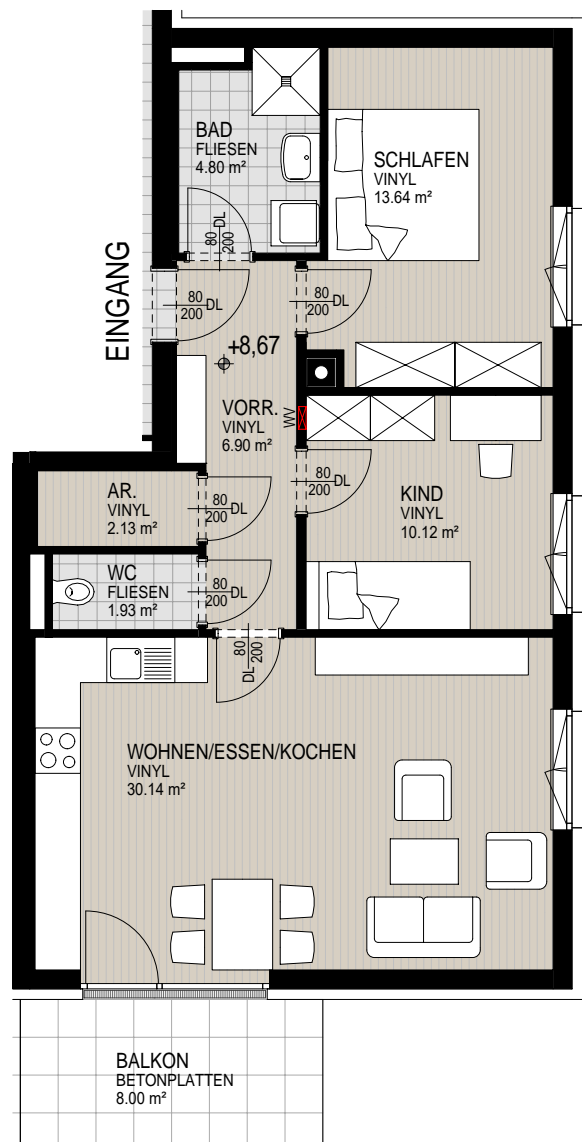 BAD
FLIESEN
4.80 m²
SCHLAFEN
VINYL
13.64 m²
80
200
DL
EINGANG
80
200
DL
80
200
DL
+8,67
VORR.
VINYL
6.90 m²
AR.
VINYL
2.13 m²
80
200
DL
80
200
DL
KIND
VINYL
10.12 m²
WC
FLIESEN
1.93 m²
80
200
DL
80
200
DL
WOHNEN/ESSEN/KOCHEN
VINYL
30.14 m²
BALKON
BETONPLATTEN
8.00 m²